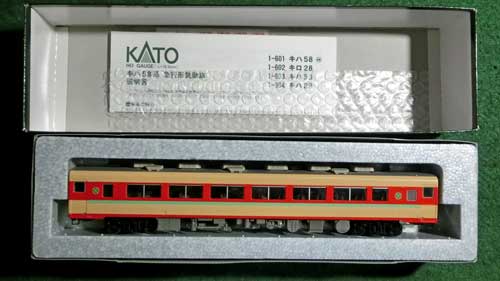 KATO
HO GAUGE
キハ58系 急行形気動車
説明書
1-601 キハ58
1-602 キロ28
1-603 キハ58
1-604 キハ28